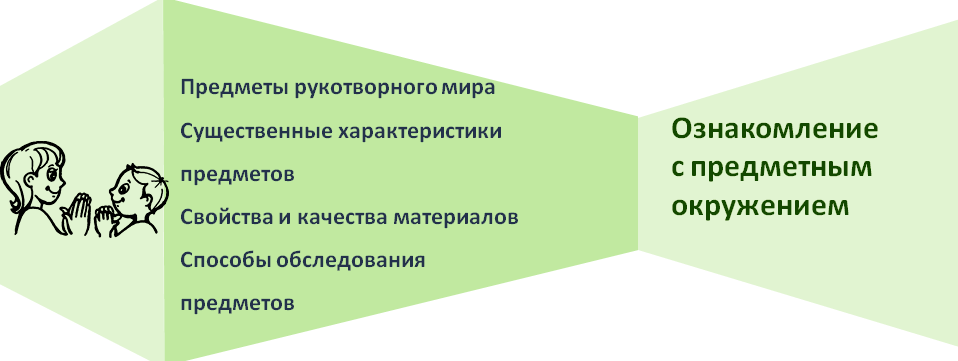 Предметы рукотворного мира
Существенные характеристики
предметов
Свойства и качества материалов
Способы обследования
предметов
Ознакомление
с предметным
окружением